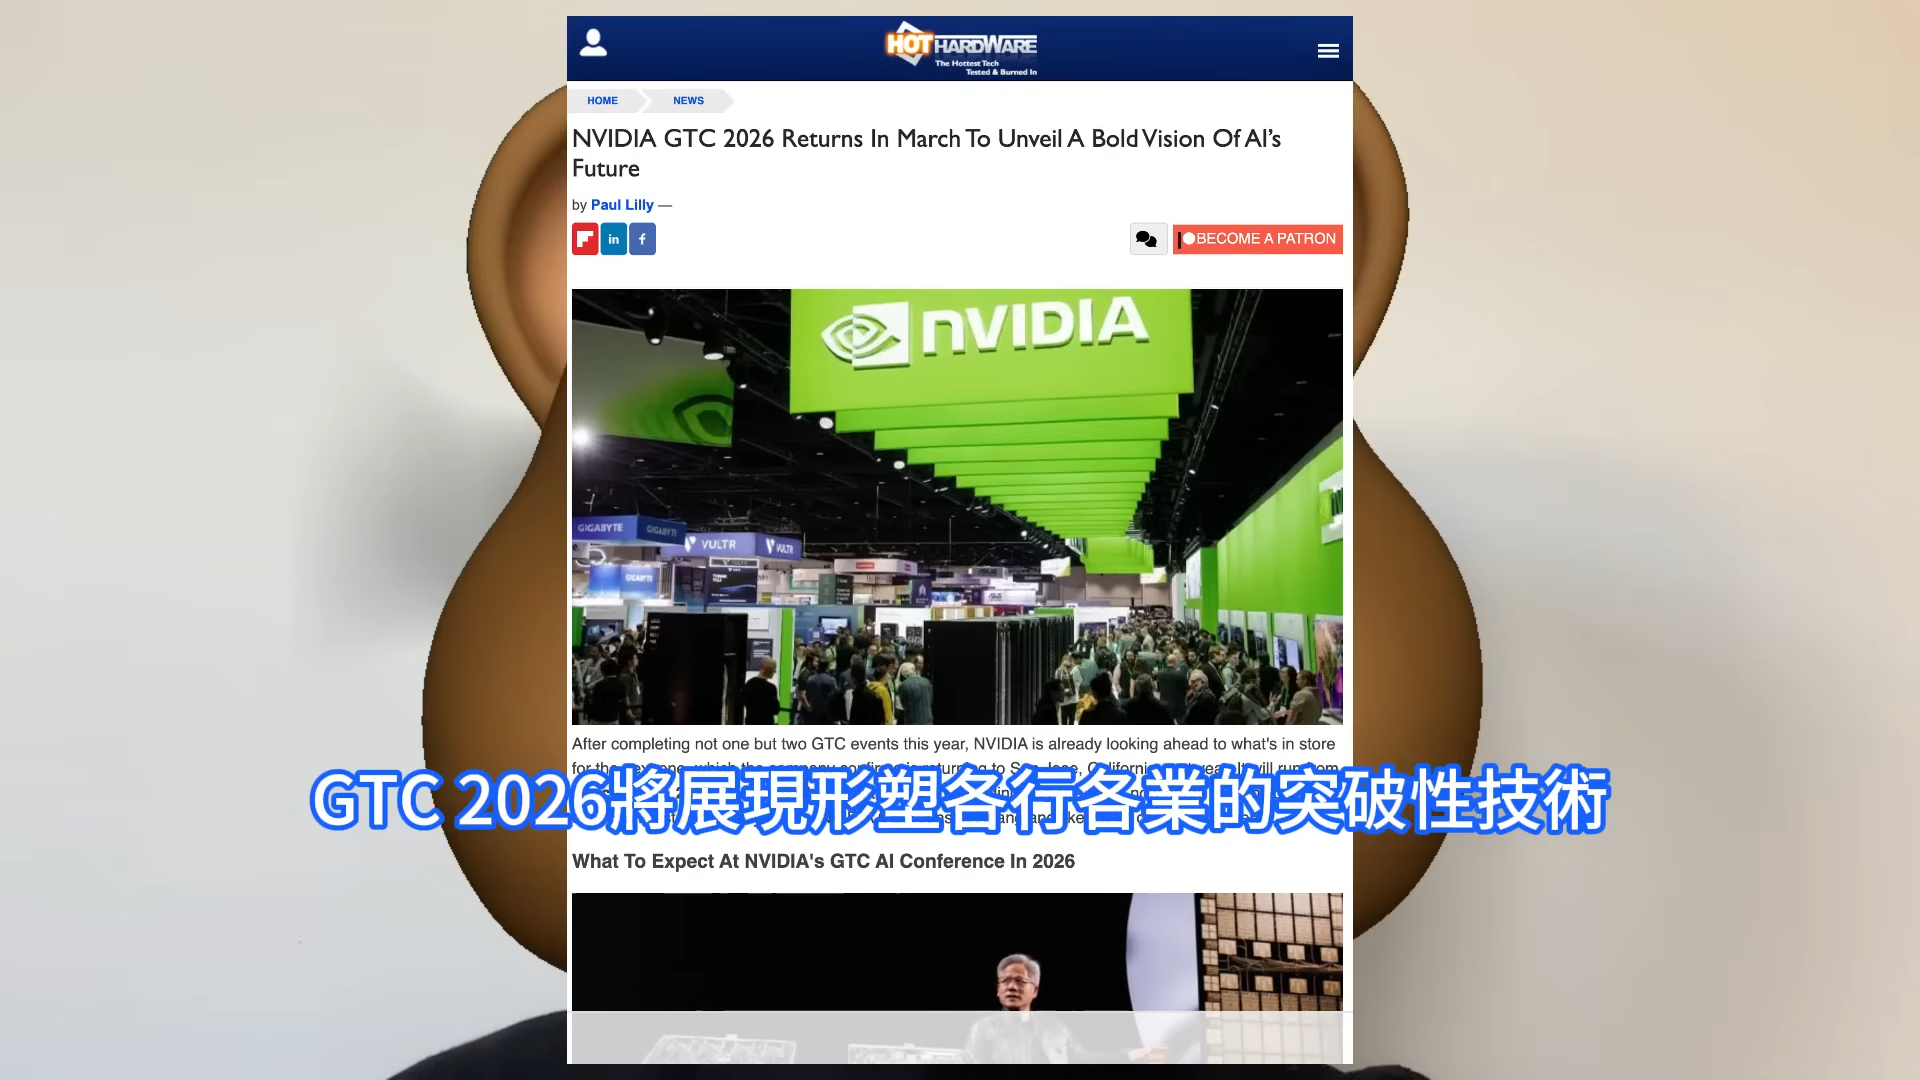 HOTHARDWARE
The Hottest Tech
Tested & Burned In
HOME NEWS
NVIDIA GTC 2026 Returns In March To Unveil A Bold Vision Of AI’s
Future
by Paul Lilly —
BECOME A PATRON
NVIDIA
GIGABYTE GIGABYTE
VULTR VULTR
GIGABYTE
After completing not one but two GTC events this year, NVIDIA is already looking ahead to what's in store
GTC 2026將展現形塑各行各業的突破性技術
What To Expect At NVIDIA's GTC AI Conference In 2026